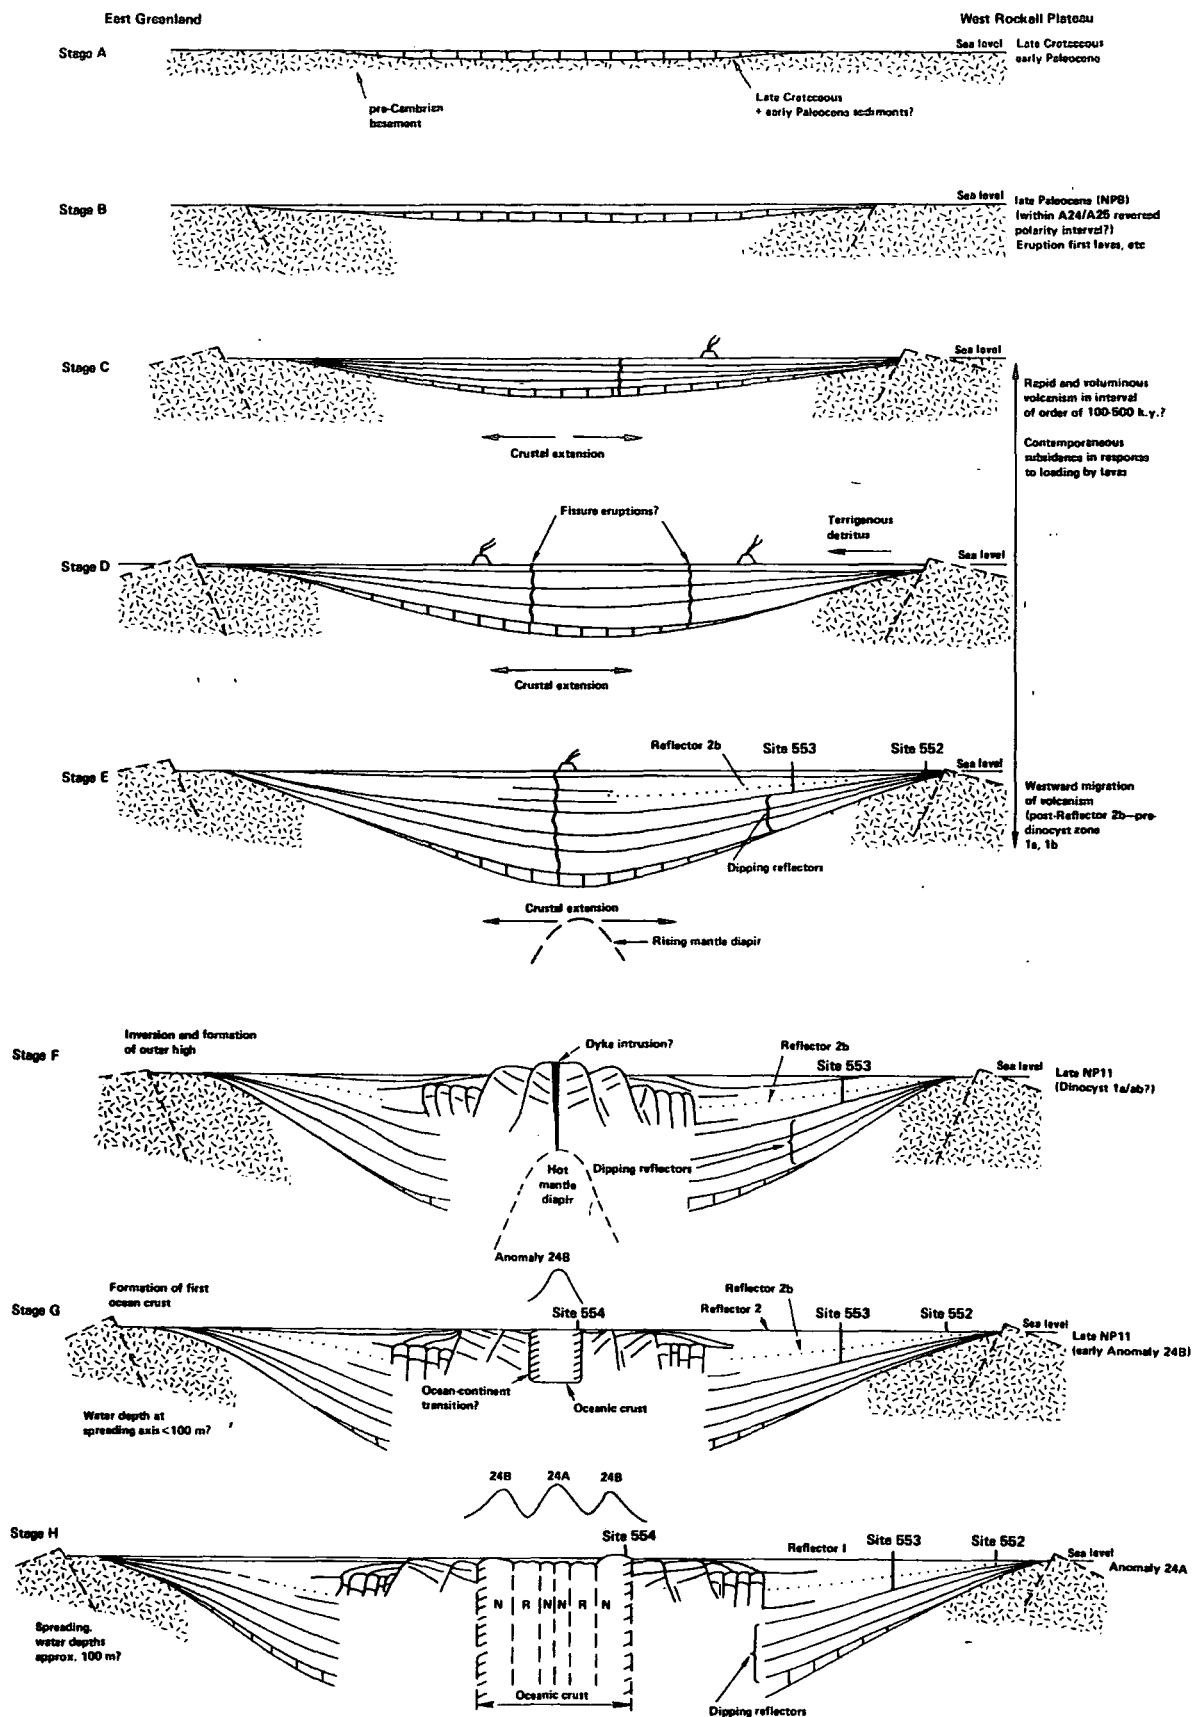 East Greenland
West Rockall Plateau
Stage A
Sea level
Late Cretaceous
early Paleocene
pre-Cambrian
basement
Late Cretaceous
+ early Paleocene sediments?
Stage B
Sea level
late Paleocene (NP8)
(within A24/A25 reversed
polarity interval?)
Eruption first lavas, etc
Stage C
Sea level
Rapid and voluminous
volcanism in interval
of order of 100-500 k.y.?
Crustal extension
Contemporaneous
subsidence in response
to loading by lavas
Fissure eruptions?
Terrigenous
detritus
Stage D
Sea level
Crustal extension
Reflector 2b
Site 553
Site 552
Stage E
Sea level
Westward migration
of volcanism
(post-Reflector 2b—pre-
dinocyst zone
1a, 1b
Dipping reflectors
Crustal extension
Rising mantle diapir
Inversion and formation
of outer high
Stage F
Dyke intrusion?
Reflector 2b
Site 553
Sea level
Late NP11
(Dinocyst 1a/ab?)
Hot
mantle
diapir
Dipping reflectors
Anomaly 24B
Formation of first
ocean crust
Stage G
Site 554
Reflector 2b
Reflector 2
Site 553
Site 552
Sea level
Late NP11
(early Anomaly 24B)
Ocean-continent
transition?
Oceanic crust
Water depth at
spreading axis <100 m?
24B
24A
24B
Stage H
Site 554
Reflector I
Site 553
Site 552
Sea level
Anomaly 24A
N
R
N
N
R
N
Spreading,
water depths
approx. 100 m?
Oceanic crust
Dipping reflectors